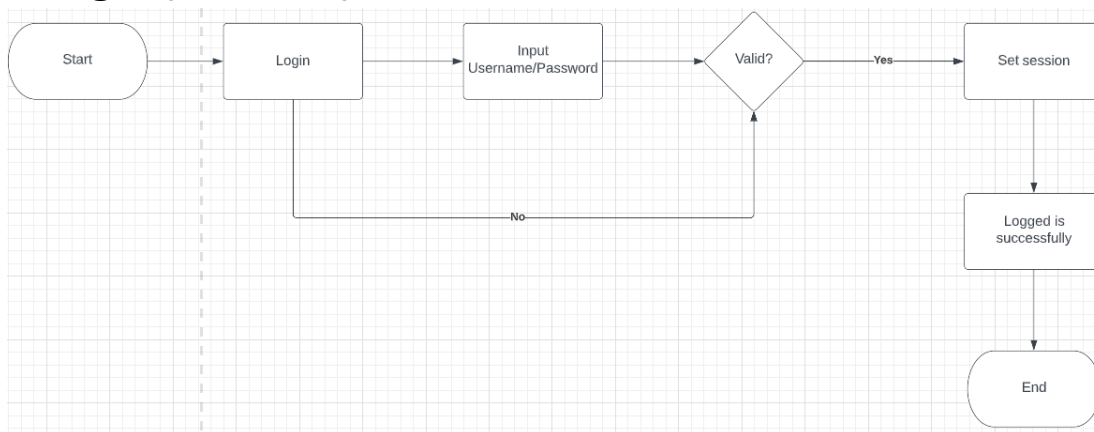 Start
Login
Input
Username/Password
Valid?
Yes
Set session
No
Logged is
successfully
End